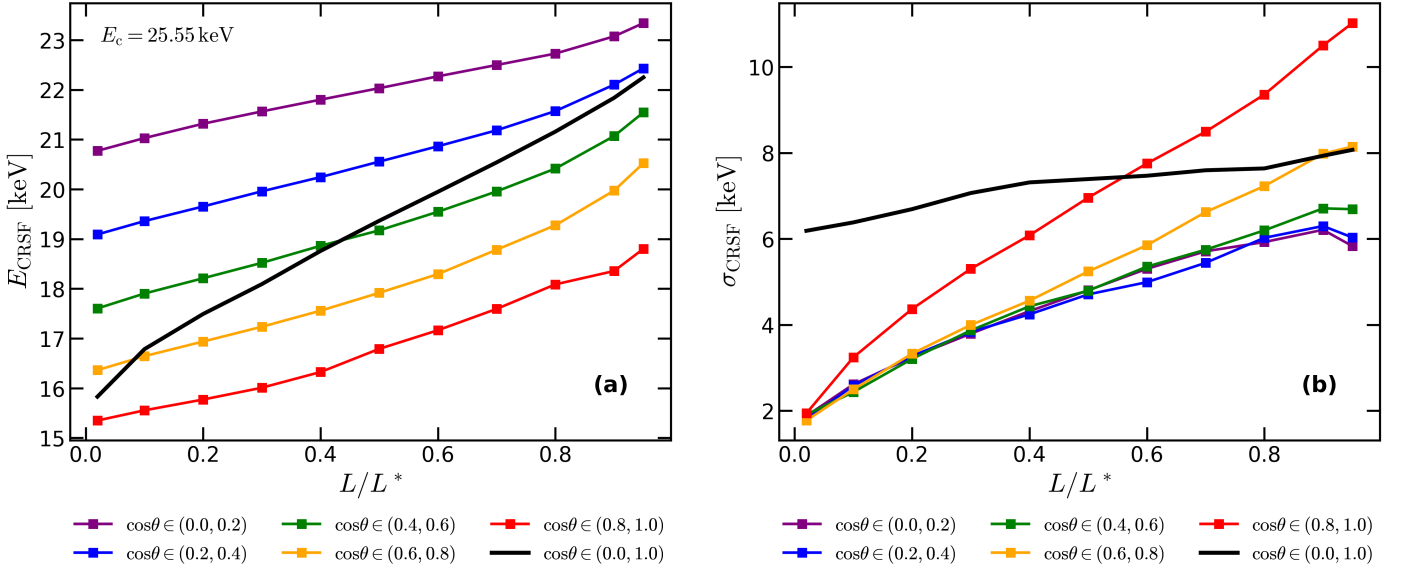 E_c = 25.55 keV
23
22
21
20
19
18
17
16
15
E_CRSF [keV]
(a)
0.0 0.2 0.4 0.6 0.8
L/L*
cosθ∈(0.0, 0.2) cosθ∈(0.4, 0.6) cosθ∈(0.8, 1.0)
cosθ∈(0.2, 0.4) cosθ∈(0.6, 0.8) cosθ∈(0.0, 1.0)
10
8
6
4
2
σ_CRSF [keV]
(b)
0.0 0.2 0.4 0.6 0.8
L/L*
cosθ∈(0.0, 0.2) cosθ∈(0.4, 0.6) cosθ∈(0.8, 1.0)
cosθ∈(0.2, 0.4) cosθ∈(0.6, 0.8) cosθ∈(0.0, 1.0)